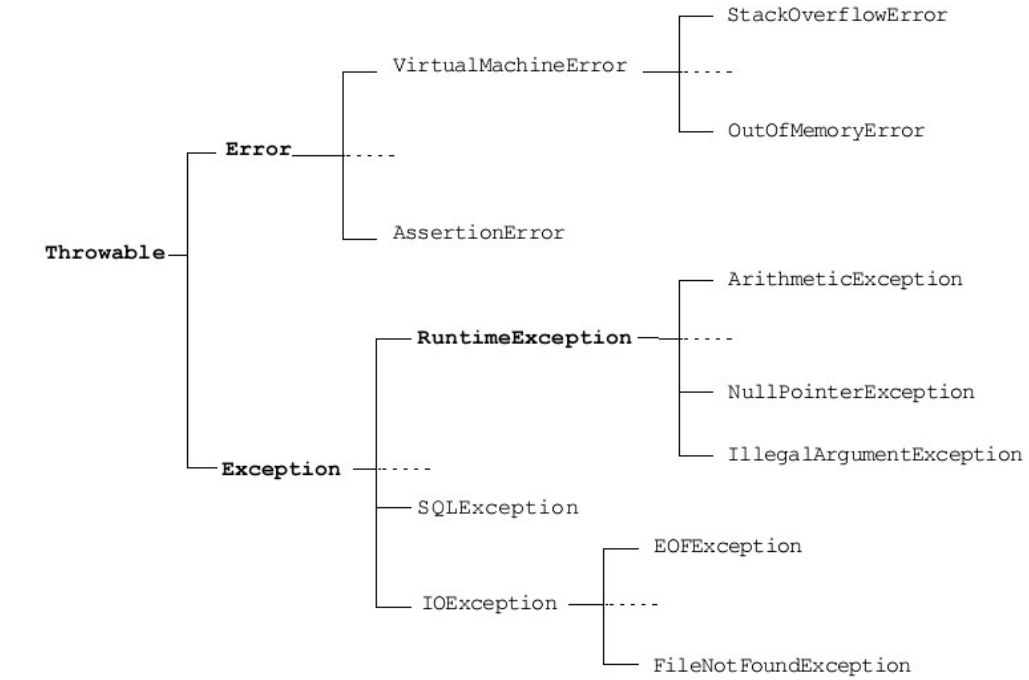 StackOverflowError
VirtualMachineError
OutOfMemoryError
Error
AssertionError
Throwable
ArithmeticException
RuntimeException
NullPointerException
IllegalArgumentException
Exception
SQLException
EOFException
IOException
FileNotFoundException